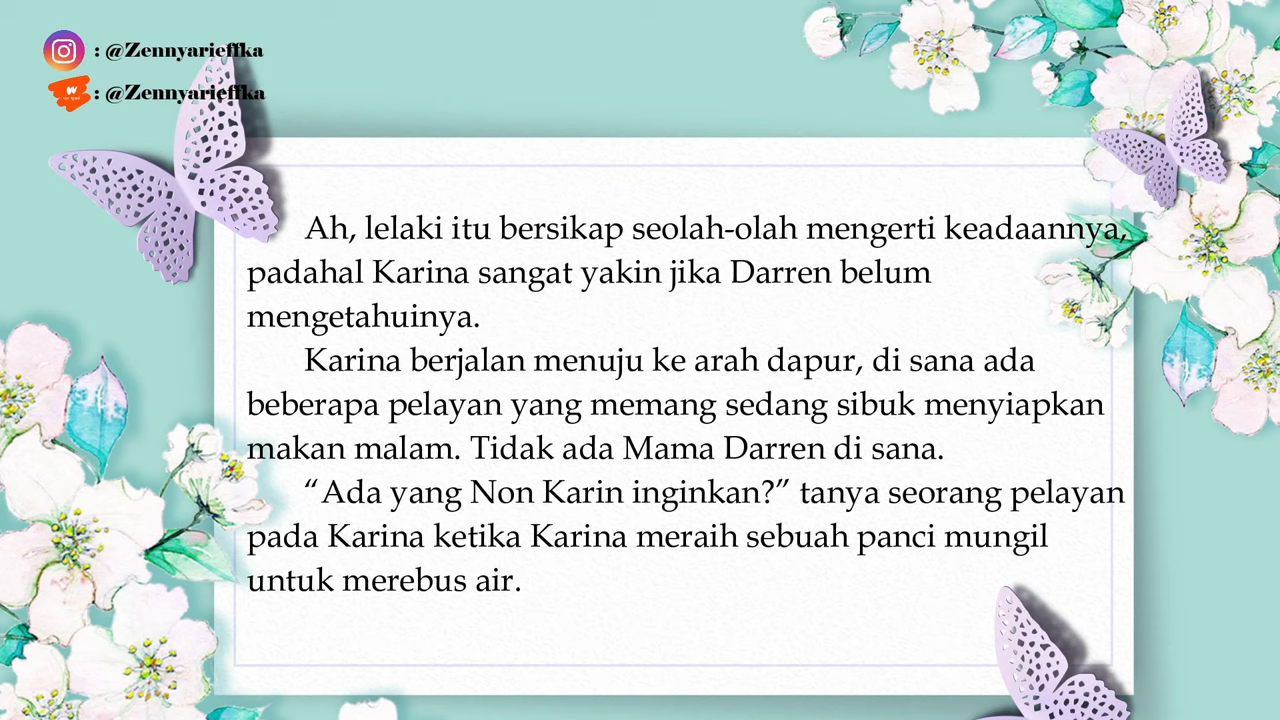 : @Zennyarieffka
: @Zennyarieffka
Ah, lelaki itu bersikap seolah-olah mengerti keadaannya,
padahal Karina sangat yakin jika Darren belum
mengetahuinya.
Karina berjalan menuju ke arah dapur, di sana ada
beberapa pelayan yang memang sedang sibuk menyiapkan
makan malam. Tidak ada Mama Darren di sana.
“Ada yang Non Karin inginkan?” tanya seorang pelayan
pada Karina ketika Karina meraih sebuah panci mungil
untuk merebus air.